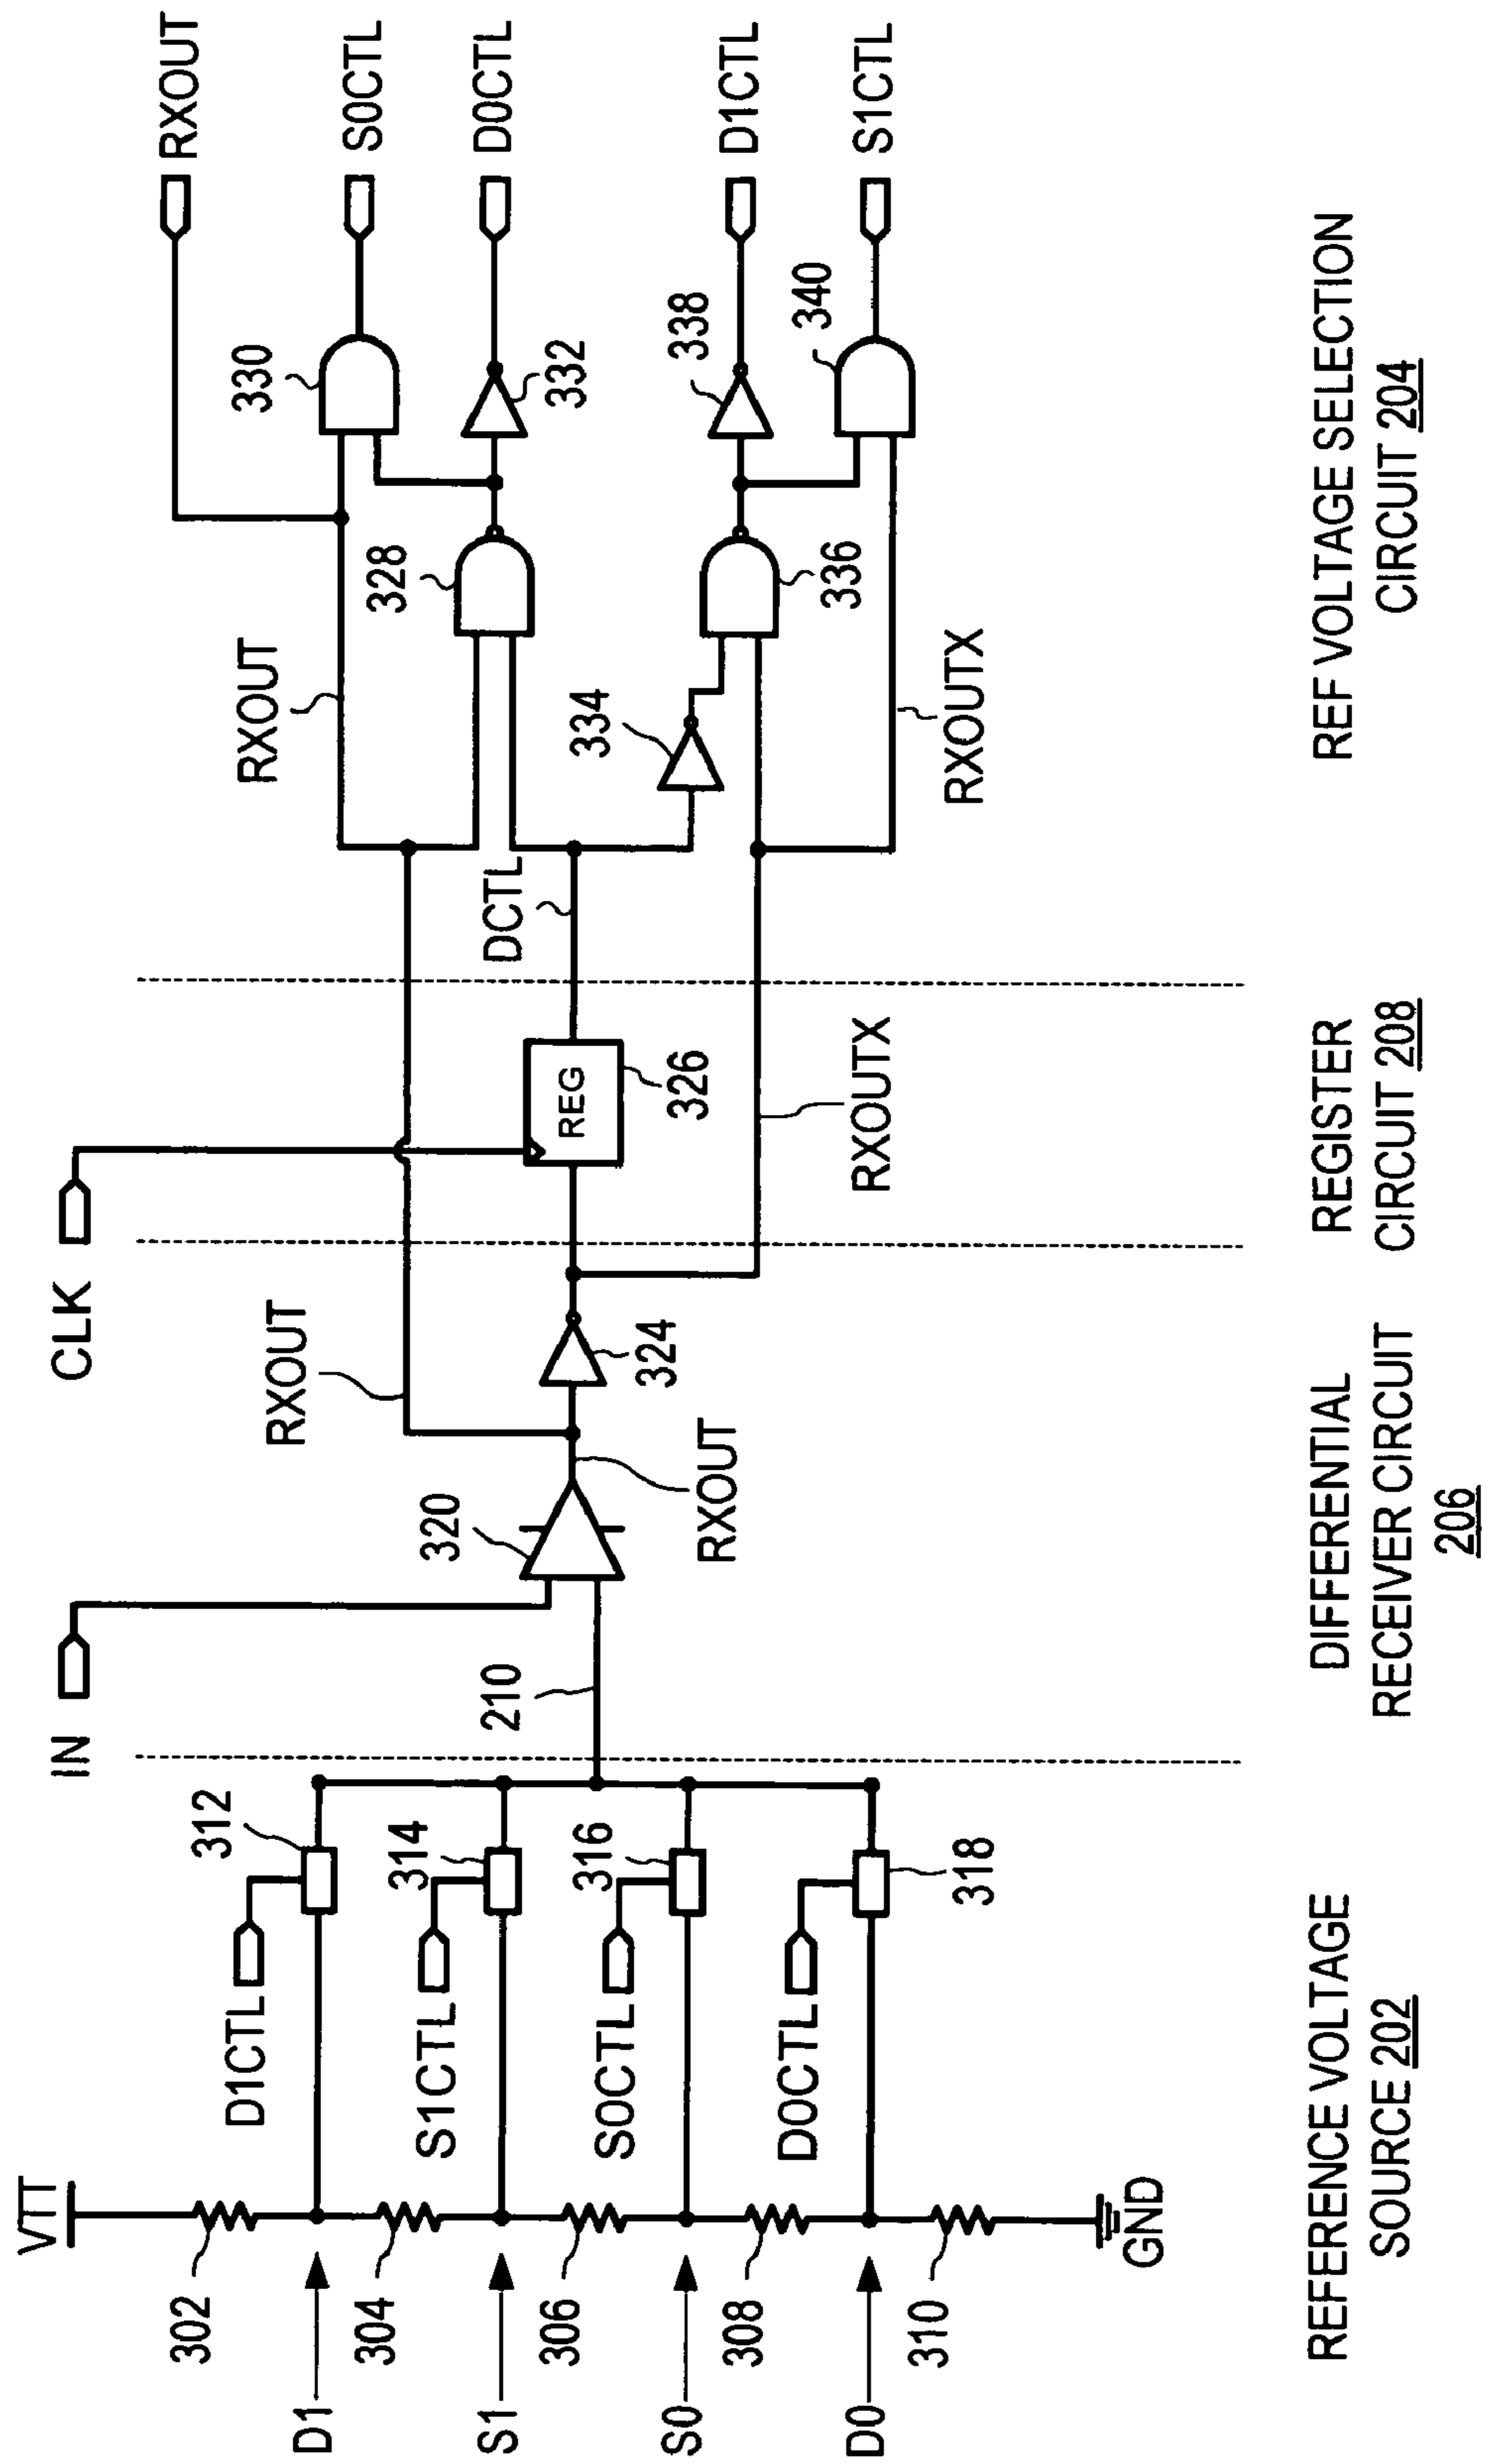 VTT
302
D1
304
S1
306
S0
308
D0
310
GND
D1CTL
312
S1CTL
314
S0CTL
316
D0CTL
318
REFERENCE VOLTAGE
SOURCE 202
IN
210
320
RXOUT
RXOUT
324
DIFFERENTIAL
RECEIVER CIRCUIT
206
CLK
REG
326
RXOUTX
REGISTER
CIRCUIT 208
DCTL
RXOUT
328
334
336
RXOUTX
330
332
338
340
RXOUT
S0CTL
D0CTL
D1CTL
S1CTL
REF VOLTAGE SELECTION
CIRCUIT 204